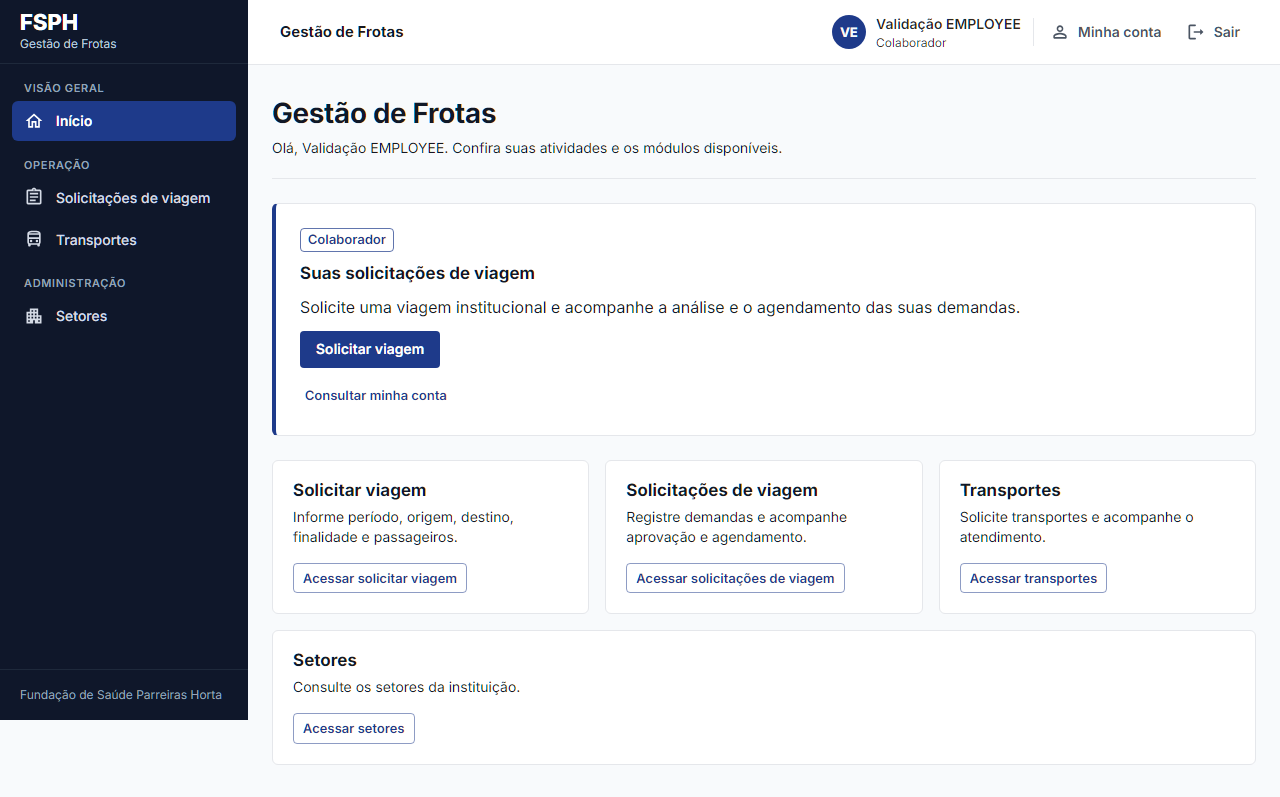 FSPH
Gestão de Frotas
VISÃO GERAL
Início
OPERAÇÃO
Solicitações de viagem
Transportes
ADMINISTRAÇÃO
Setores
Fundação de Saúde Parreiras Horta
Gestão de Frotas
VE
Validação EMPLOYEE
Colaborador
Minha conta
Sair
Gestão de Frotas
Olá, Validação EMPLOYEE. Confira suas atividades e os módulos disponíveis.
Colaborador
Suas solicitações de viagem
Solicite uma viagem institucional e acompanhe a análise e o agendamento das suas demandas.
Solicitar viagem
Consultar minha conta
Solicitar viagem
Informe período, origem, destino,
finalidade e passageiros.
Acessar solicitar viagem
Solicitações de viagem
Registre demandas e acompanhe
aprovação e agendamento.
Acessar solicitações de viagem
Transportes
Solicite transportes e acompanhe o
atendimento.
Acessar transportes
Setores
Consulte os setores da instituição.
Acessar setores